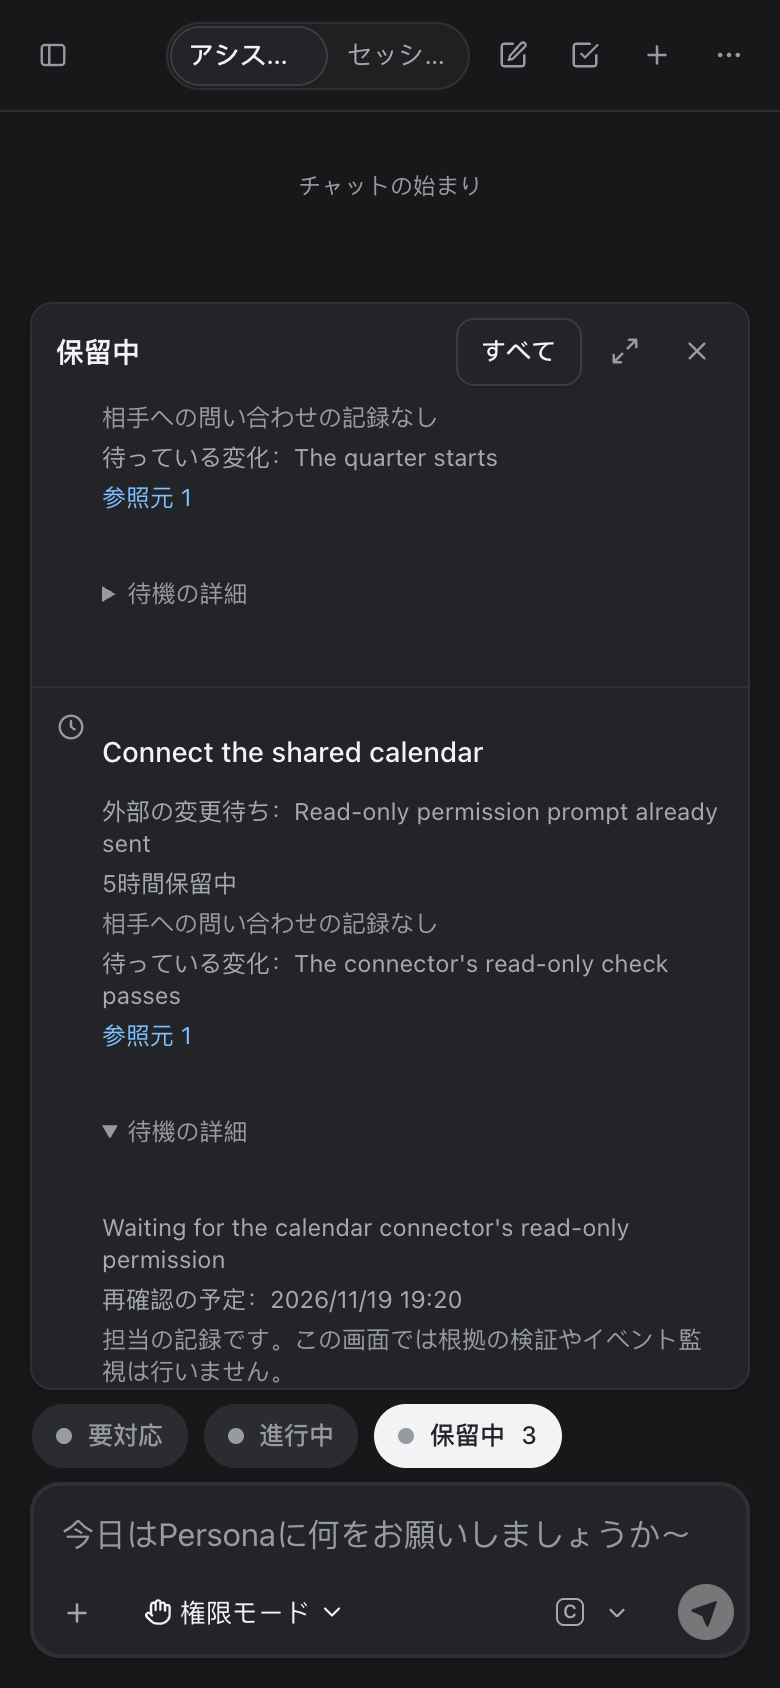 アシス...
セッシ...
チャットの始まり
保留中
すべて
相手への問い合わせの記録なし
待っている変化：The quarter starts
参照元 1
待機の詳細
Connect the shared calendar
外部の変更待ち：Read-only permission prompt already
sent
5時間保留中
相手への問い合わせの記録なし
待っている変化：The connector's read-only check
passes
参照元 1
待機の詳細
Waiting for the calendar connector's read-only
permission
再確認の予定：2026/11/19 19:20
担当の記録です。この画面では根拠の検証やイベント監
視は行いません。
要対応
進行中
保留中 3
今日はPersonaに何をお願いしましょうか〜
権限モード
C